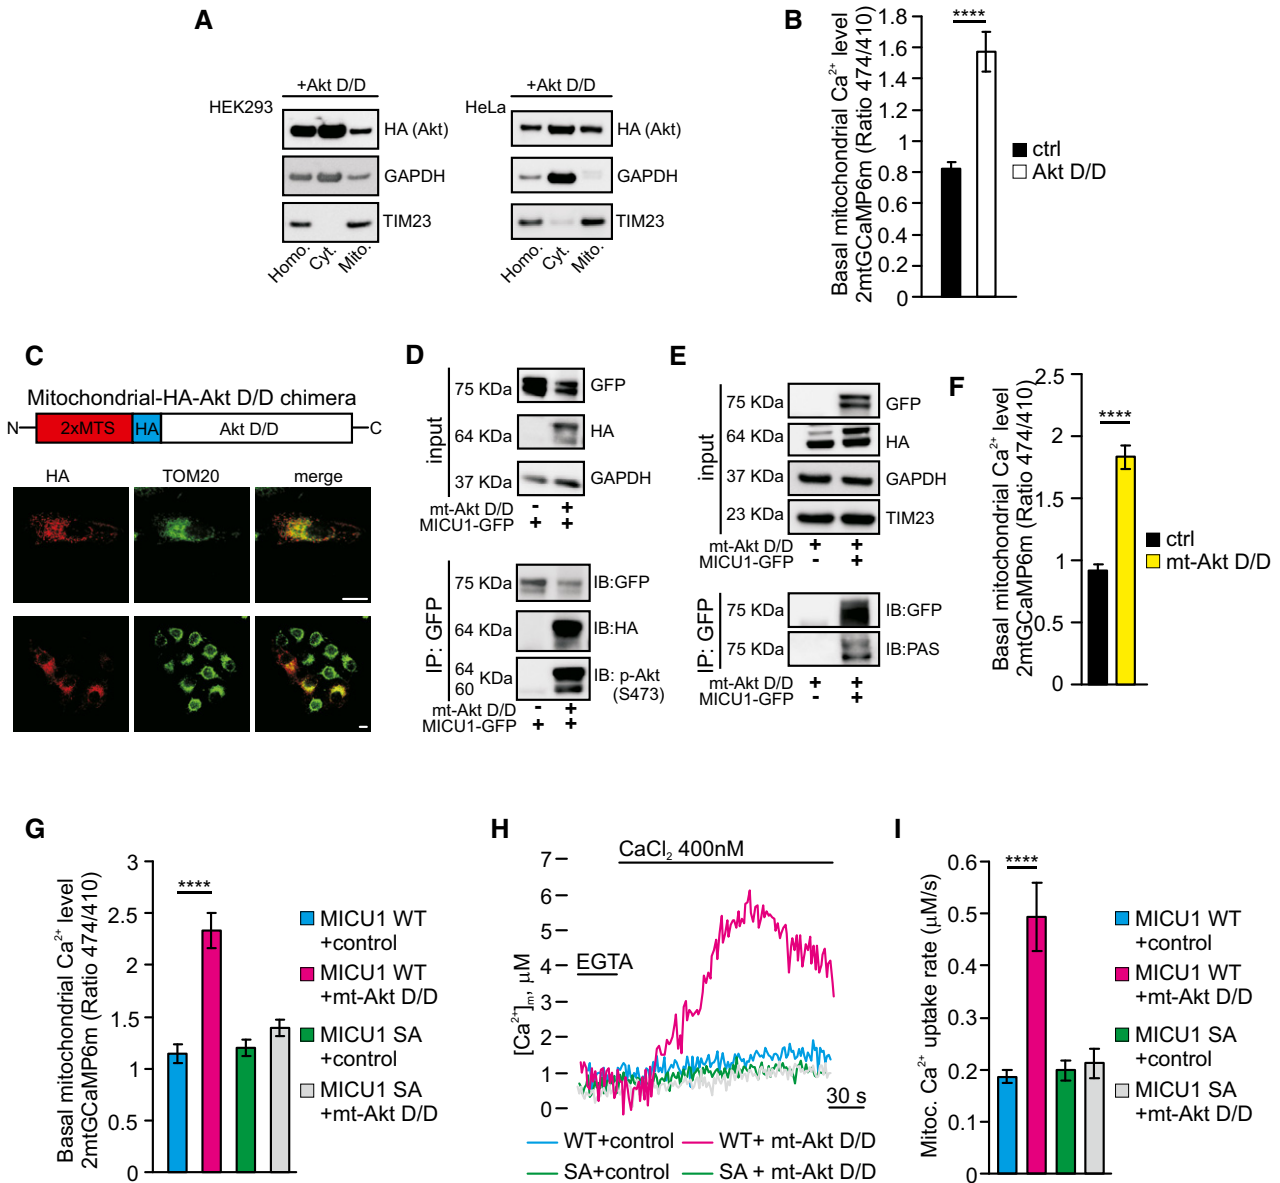 A
+Akt D/D
HEK293
HA (Akt)
GAPDH
TIM23
Homo.
Cyt.
Mito.
+Akt D/D
HeLa
HA (Akt)
GAPDH
TIM23
Homo.
Cyt.
Mito.
B
Basal mitochondrial Ca²⁺ level
2mtGCaMP6m (Ratio 474/410)
1.8
1.6
1.4
1.2
1
0.8
0.6
0.4
0.2
0
****
ctrl
Akt D/D
C
Mitochondrial-HA-Akt D/D chimera
N
2xMTS
HA
Akt D/D
C
HA
TOM20
merge
D
input
75 KDa
GFP
64 KDa
HA
37 KDa
GAPDH
mt-Akt D/D - +
MICU1-GFP + +
IP: GFP
75 KDa
IB:GFP
64 KDa
IB:HA
64
60
KDa
IB: p-Akt
(S473)
mt-Akt D/D - +
MICU1-GFP + +
E
input
75 KDa
GFP
64 KDa
HA
37 KDa
GAPDH
23 KDa
TIM23
mt-Akt D/D + +
MICU1-GFP - +
IP: GFP
75 KDa
IB:GFP
75 KDa
IB:PAS
mt-Akt D/D + +
MICU1-GFP - +
F
Basal mitochondrial Ca²⁺ level
2mtGCaMP6m (Ratio 474/410)
2.5
2
1.5
1
0.5
0
****
ctrl
mt-Akt D/D
G
Basal mitochondrial Ca²⁺ level
2mtGCaMP6m (Ratio 474/410)
3
2.5
2
1.5
1
0.5
0
****
MICU1 WT
+control
MICU1 WT
+mt-Akt D/D
MICU1 SA
+control
MICU1 SA
+mt-Akt D/D
H
CaCl₂ 400nM
EGTA
[Ca²⁺]ₘ, µM
7
6
5
4
3
2
1
0
30 s
WT+control
WT+ mt-Akt D/D
SA+control
SA + mt-Akt D/D
I
Mitoc. Ca²⁺ uptake rate (µM/s)
0.6
0.5
0.4
0.3
0.2
0.1
0
****
MICU1 WT
+control
MICU1 WT
+mt-Akt D/D
MICU1 SA
+control
MICU1 SA
+mt-Akt D/D